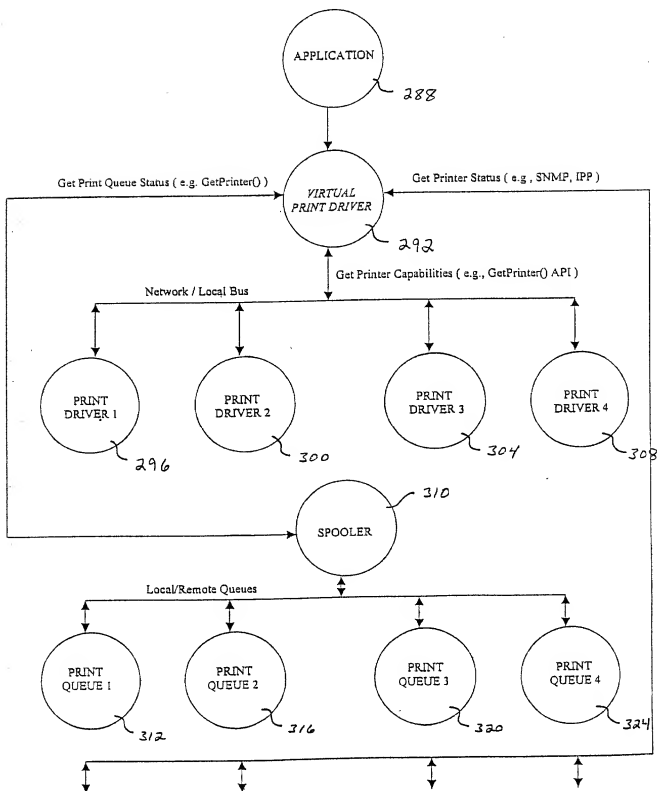 APPLICATION
288
Get Print Queue Status ( e.g. GetPrinter() )
VIRTUAL
PRINT DRIVER
Get Printer Status ( e.g , SNMP, IPP )
292
Get Printer Capabilities ( e.g., GetPrinter() API )
Network / Local Bus
PRINT
DRIVER 1
PRINT
DRIVER 2
PRINT
DRIVER 3
PRINT
DRIVER 4
296
300
304
308
310
SPOOLER
Local/Remote Queues
PRINT
QUEUE 1
PRINT
QUEUE 2
PRINT
QUEUE 3
PRINT
QUEUE 4
312
316
320
324